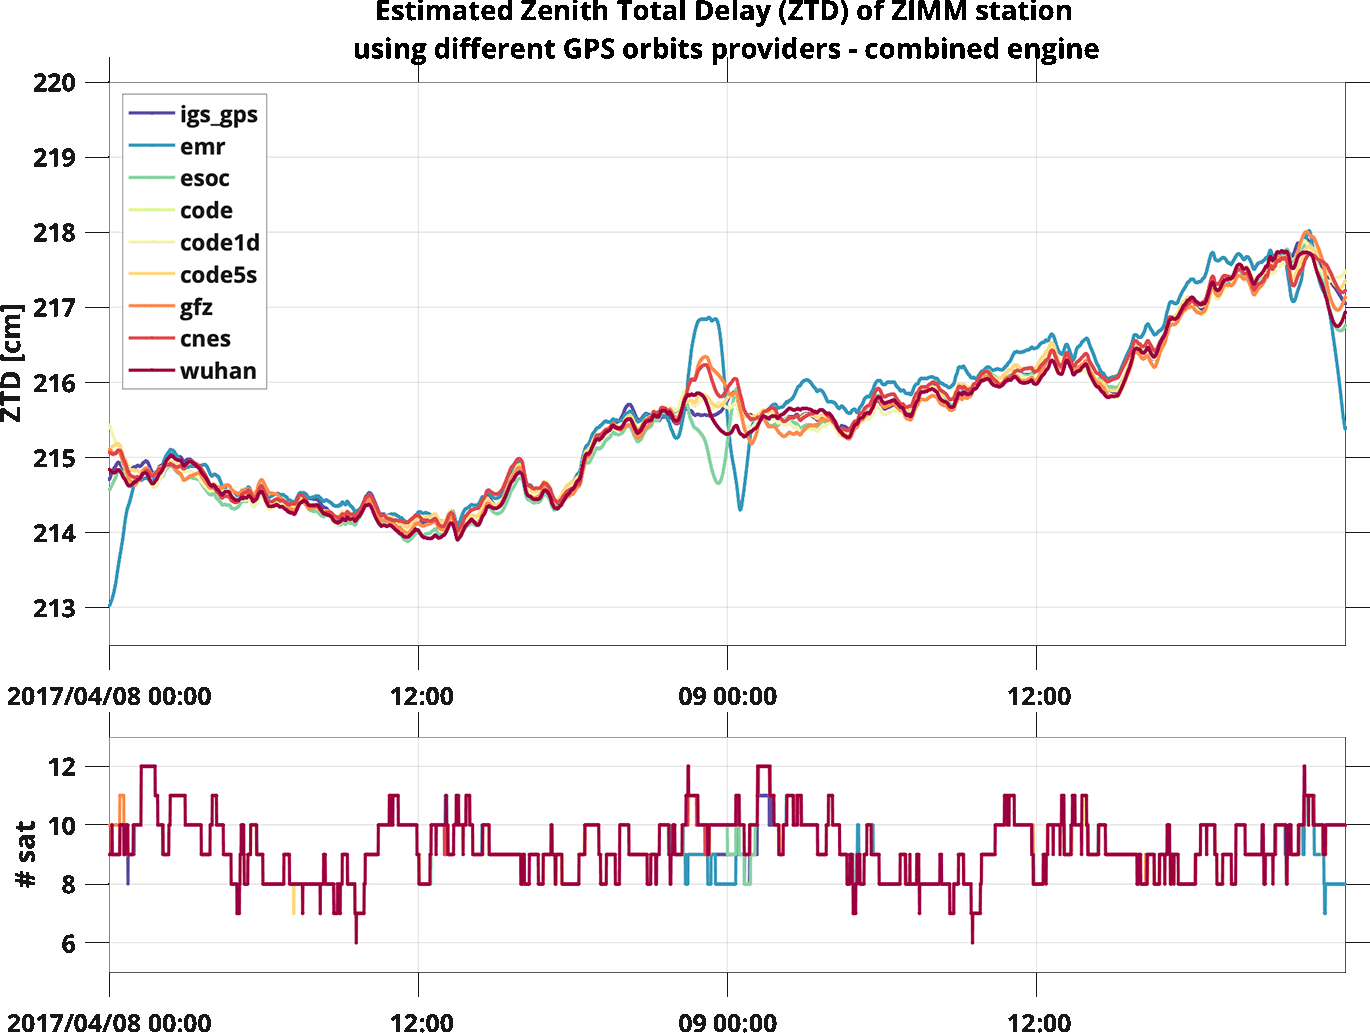 Estimated Zenith Total Delay (ZTD) of ZIMM station
using different GPS orbits providers - combined engine
220
219
218
217
216
215
214
213
ZTD [cm]
igs_gps
emr
esoc
code
code1d
code5s
gfz
cnes
wuhan
2017/04/08 00:00 12:00 09 00:00 12:00
12
10
8
6
# sat
2017/04/08 00:00 12:00 09 00:00 12:00